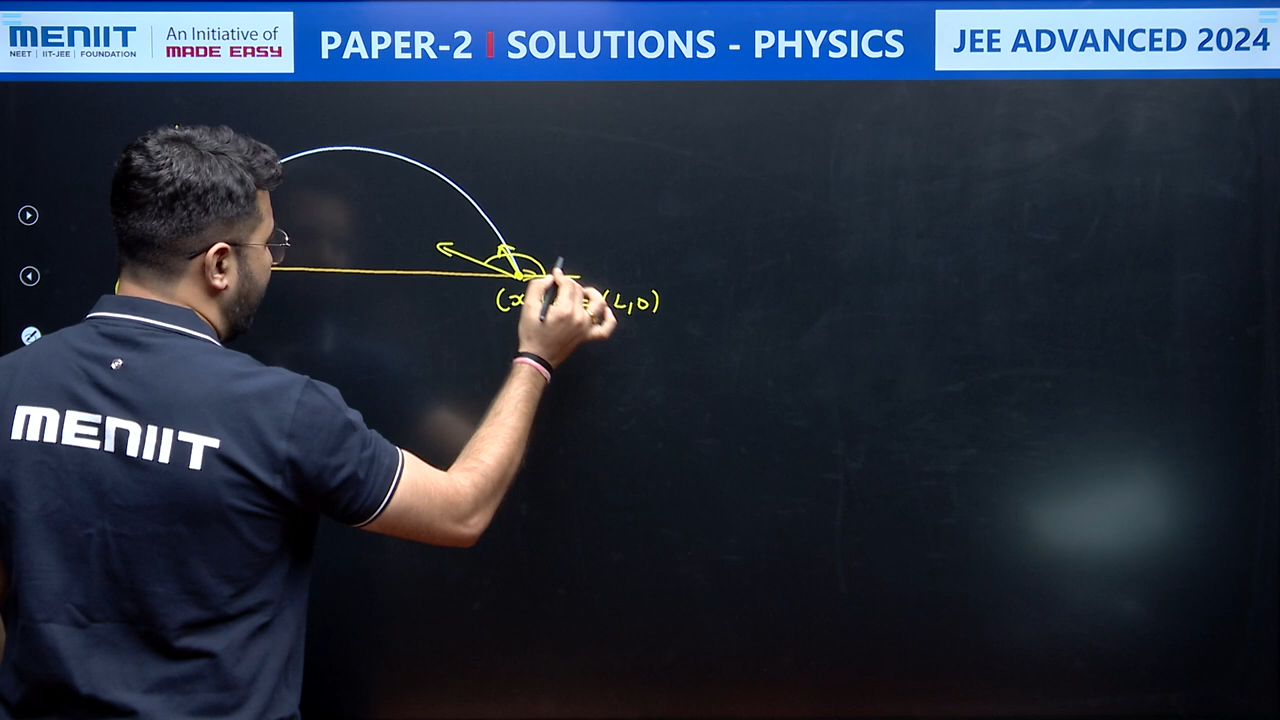 MENIIT
NEET | IIT-JEE | FOUNDATION
An Initiative of
MADE EASY
PAPER-2 | SOLUTIONS - PHYSICS
JEE ADVANCED 2024
(L,0)
MENIIT